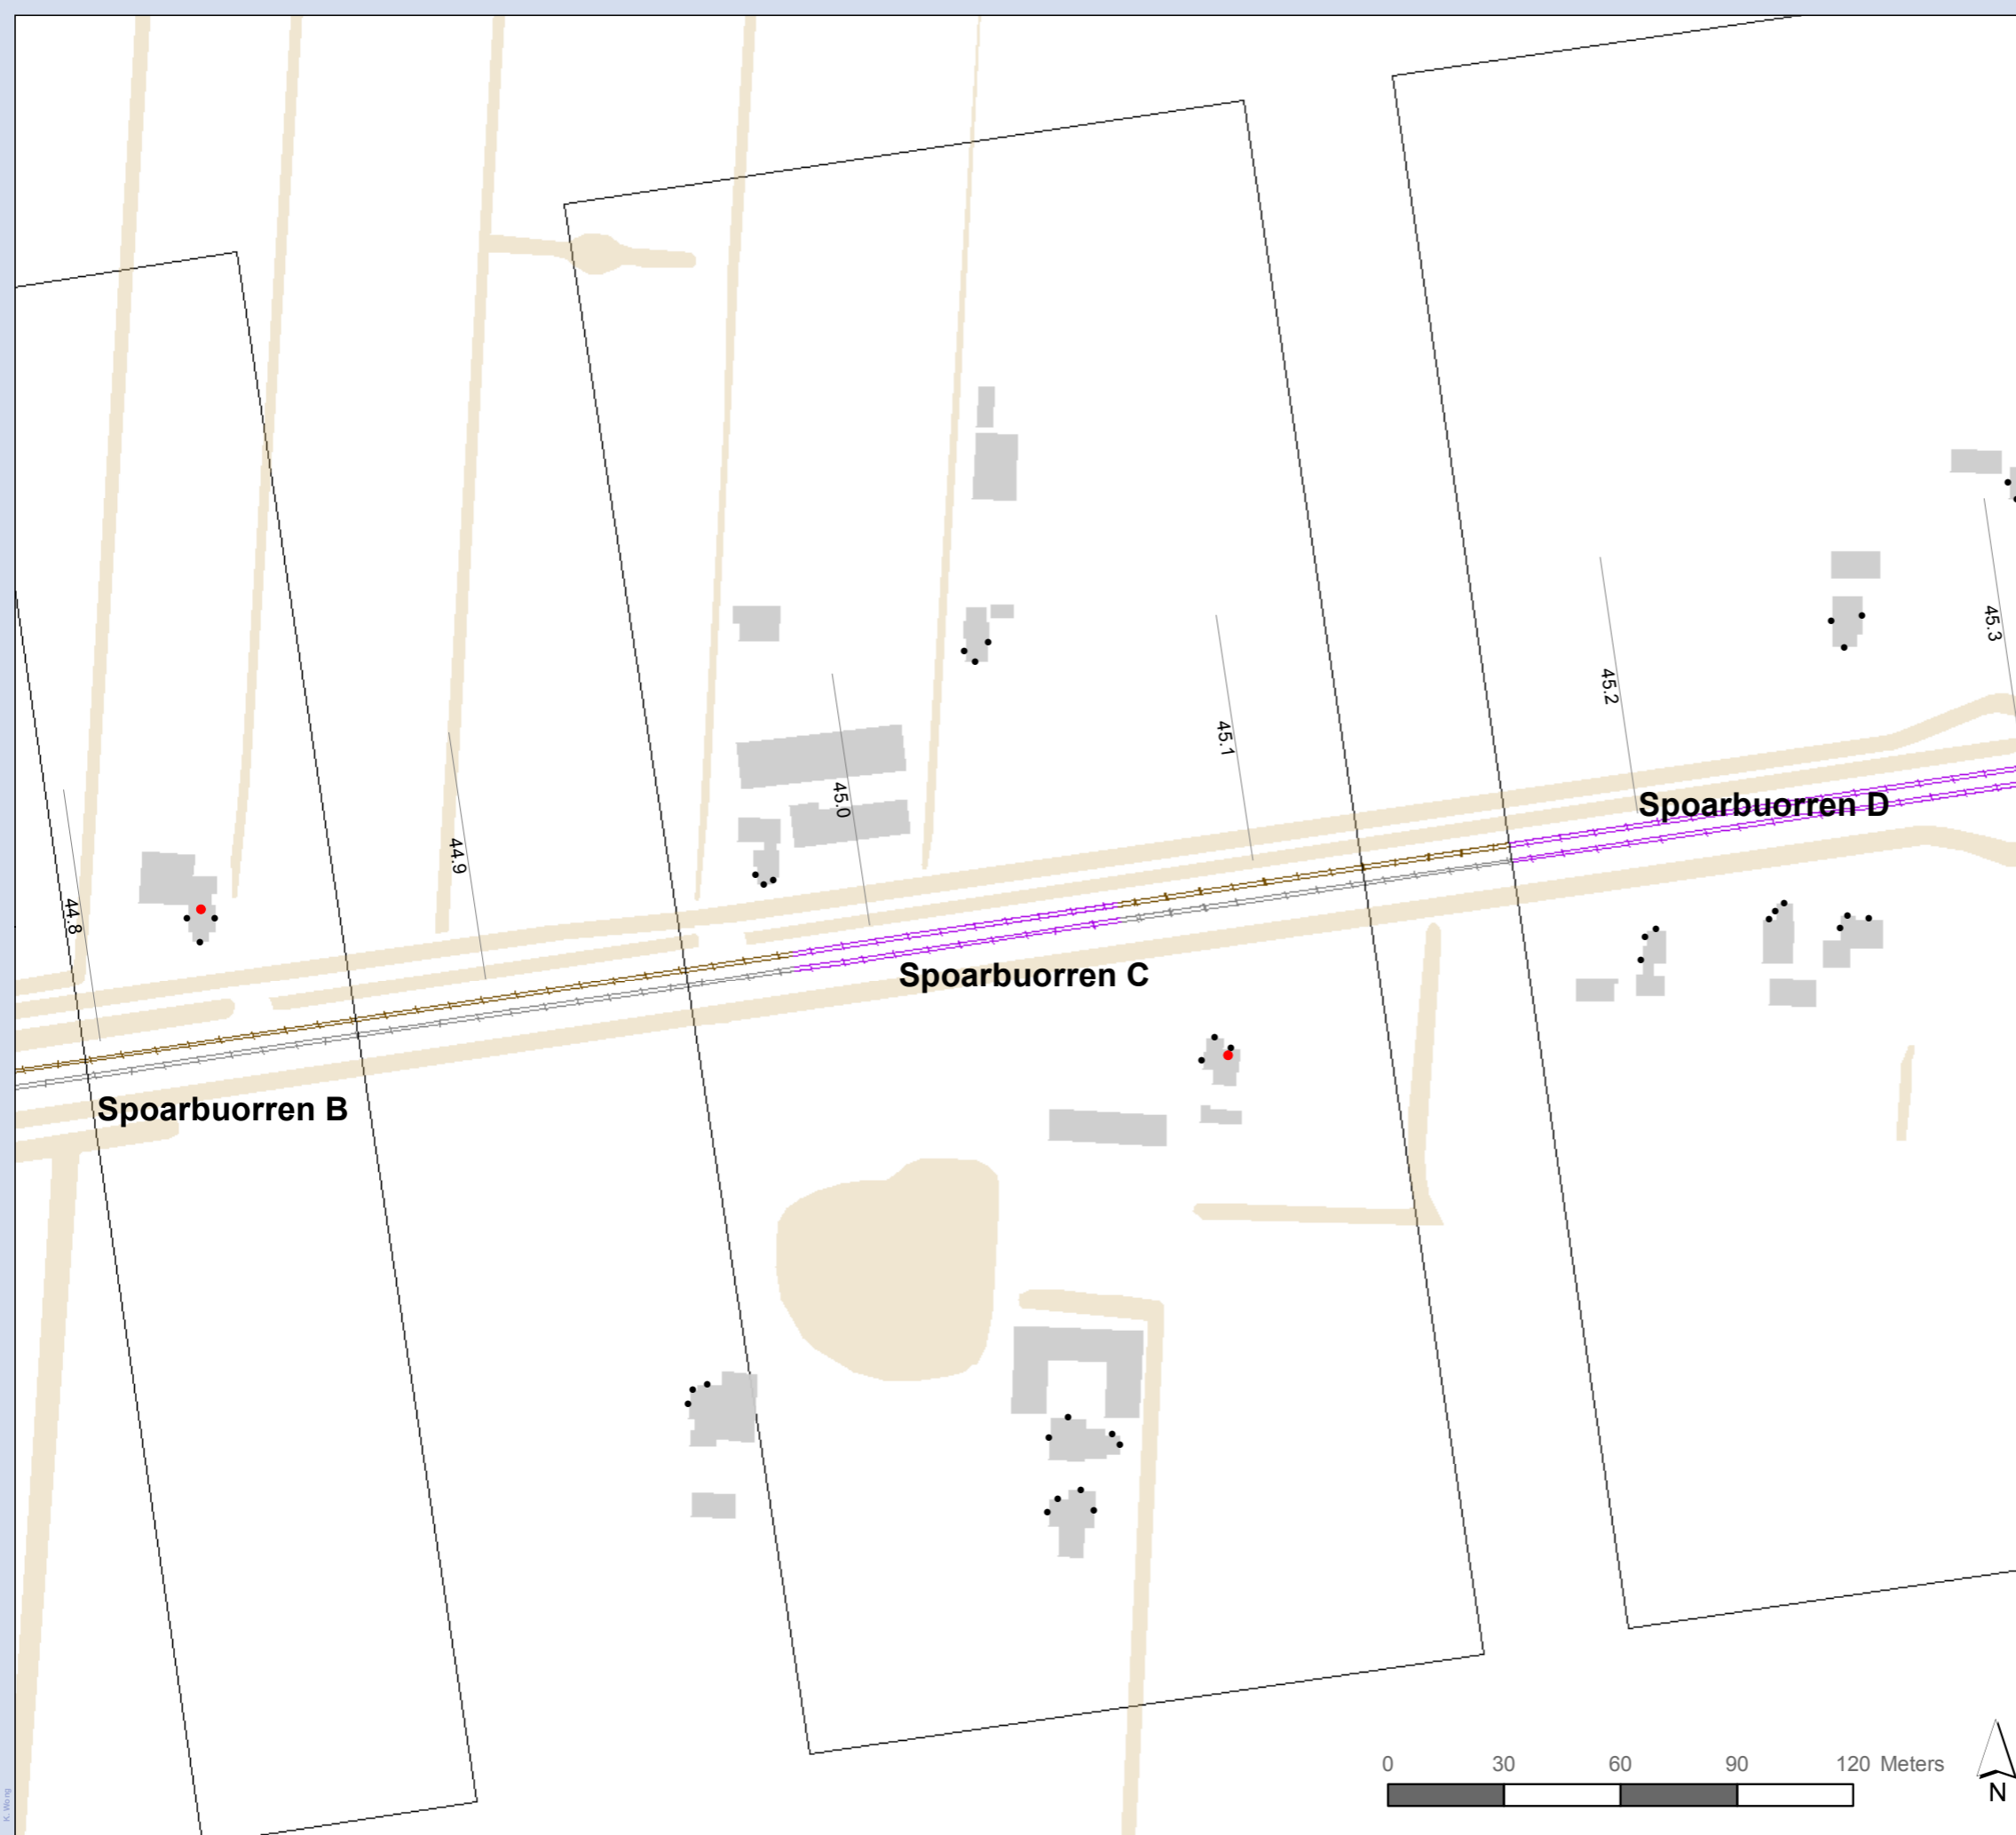 45.3
45.2
45.1
45.0
44.9
44.8
Spoarbuorren D
Spoarbuorren C
Spoarbuorren B
0 30 60 90 120 Meters
N
K. Wong